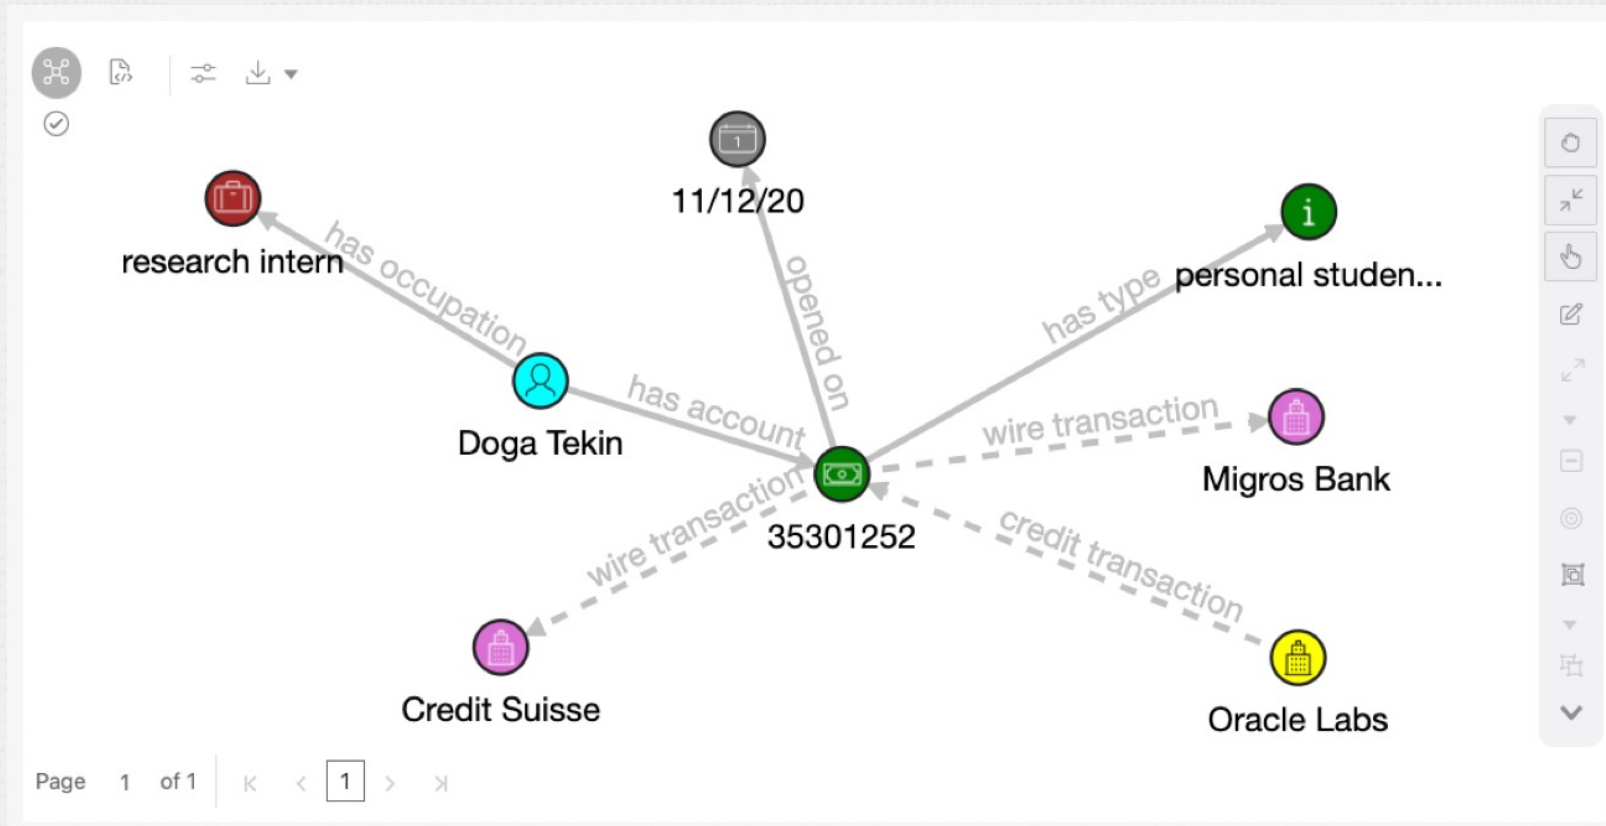 1
11/12/20
research intern
has occupation
opened on
has type
personal studen...
Doga Tekin
has account
wire transaction
Migros Bank
35301252
wire transaction
credit transaction
Credit Suisse
Oracle Labs
Page 1 of 1 1